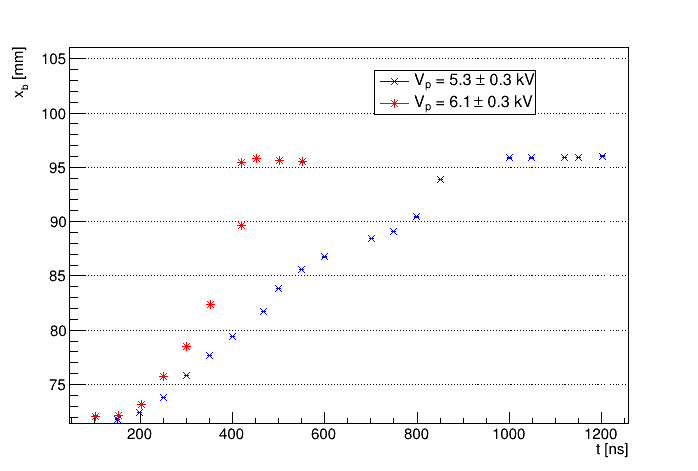 x_b [mm]
105
100
95
90
85
80
75
V_p = 5.3 ± 0.3 kV
V_p = 6.1 ± 0.3 kV
200 400 600 800 1000 1200
t [ns]